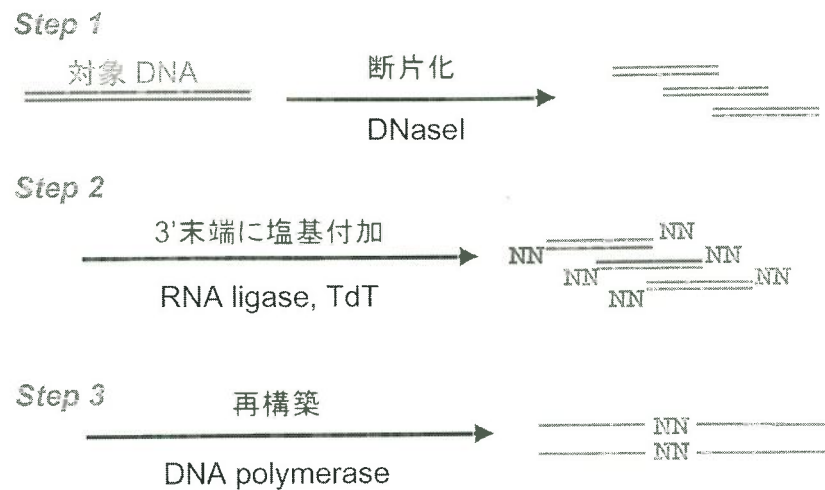 Step 1
対象 DNA
断片化
DNaseI
Step 2
3'末端に塩基付加
RNA ligase, TdT
NN
NN
NN
NN
NN
NN
Step 3
再構築
DNA polymerase
NN
NN